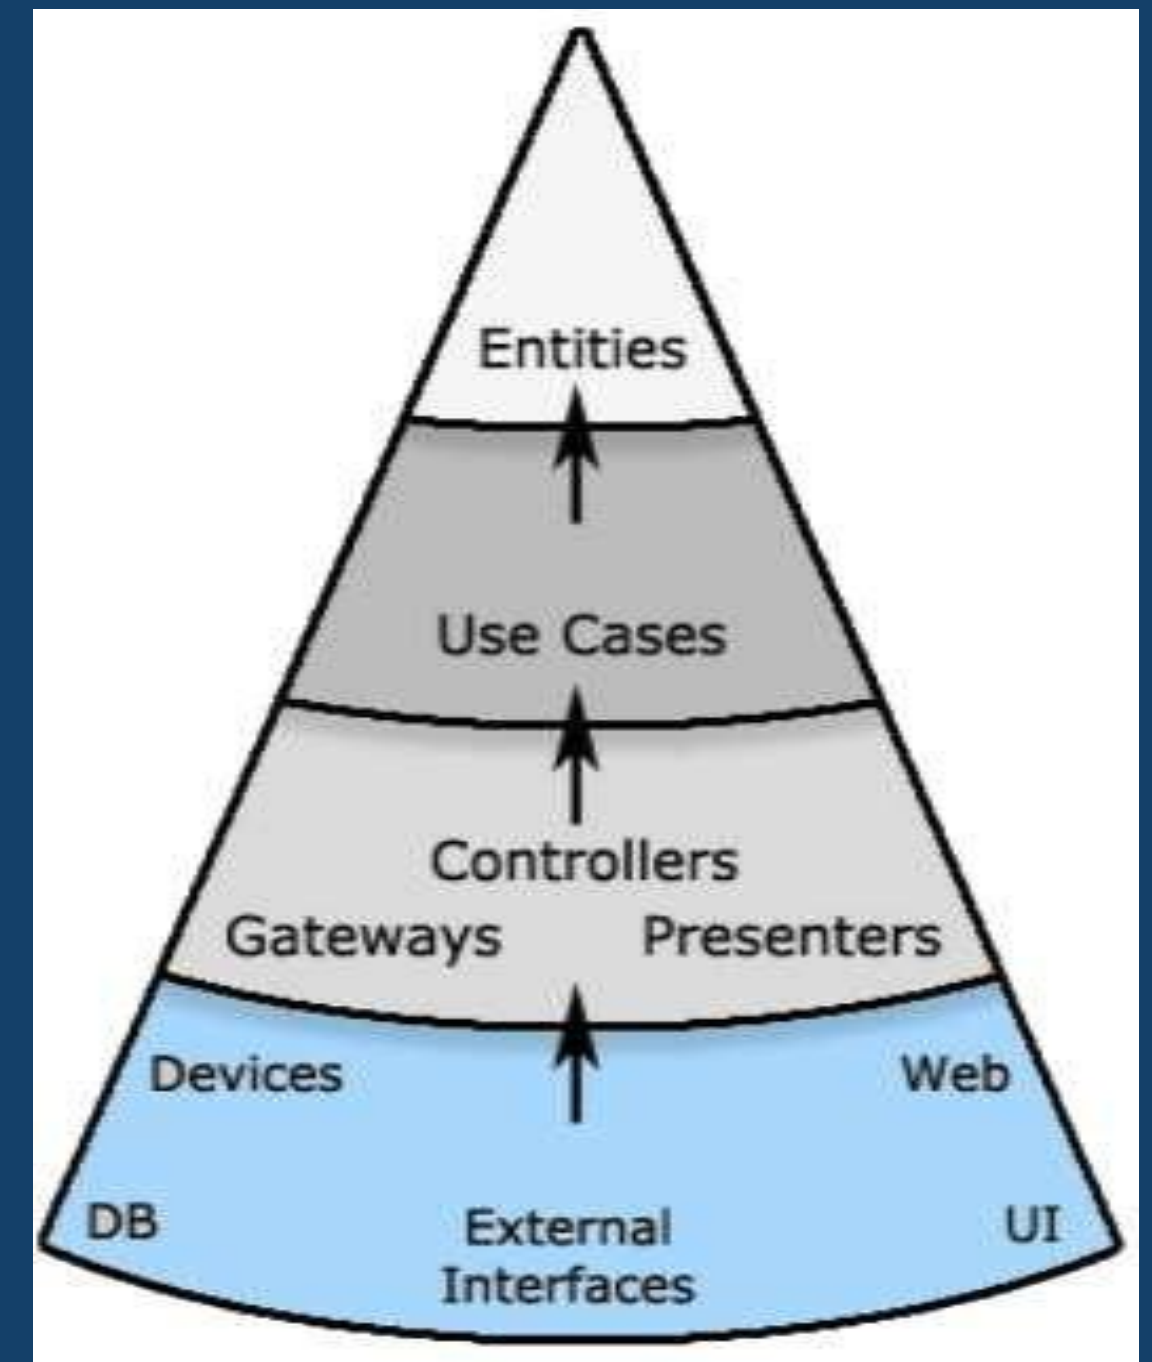 Entities
Use Cases
Controllers
Gateways Presenters
Devices Web
DB External Interfaces UI